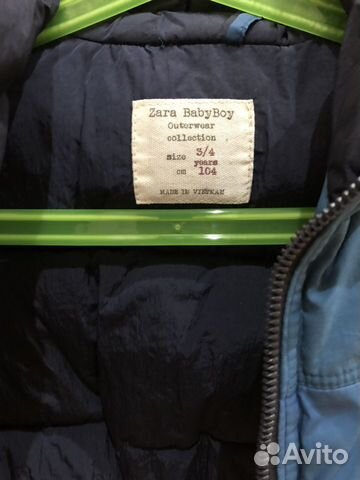 Zara BabyBoy
Outerwear
collection
size 3/4
years
cm 104
MADE IN VIETNAM
Avito